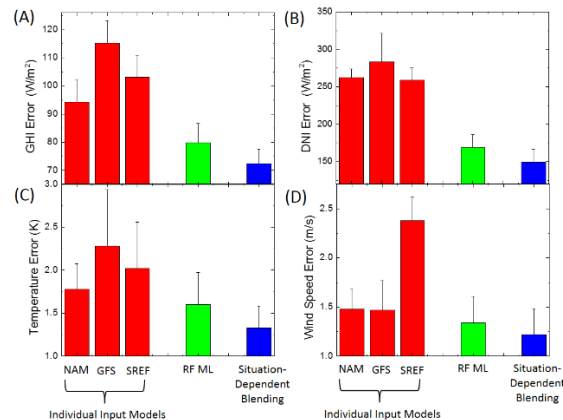 (A)
GHI Error (W/m²)
120
110
100
90
80
70
(B)
DNI Error (W/m²)
350
300
250
200
150
(C)
Temperature Error (K)
3.0
2.5
2.0
1.5
1.0
NAM GFS SREF RF ML Situation-
Dependent
Blending
Individual Input Models
(D)
Wind Speed Error (m/s)
2.5
2.0
1.5
1.0
NAM GFS SREF RF ML Situation-
Dependent
Blending
Individual Input Models